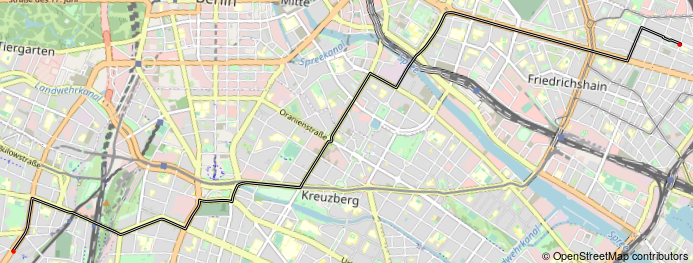 Straße des 17. Juni
Berlin
Mitte
Tiergarten
Spreekanal
Landwehrkanal
Friedrichshain
Oranienstraße
Spree
Bülowstraße
Kreuzberg
Landwehrkanal
© OpenStreetMap contributors